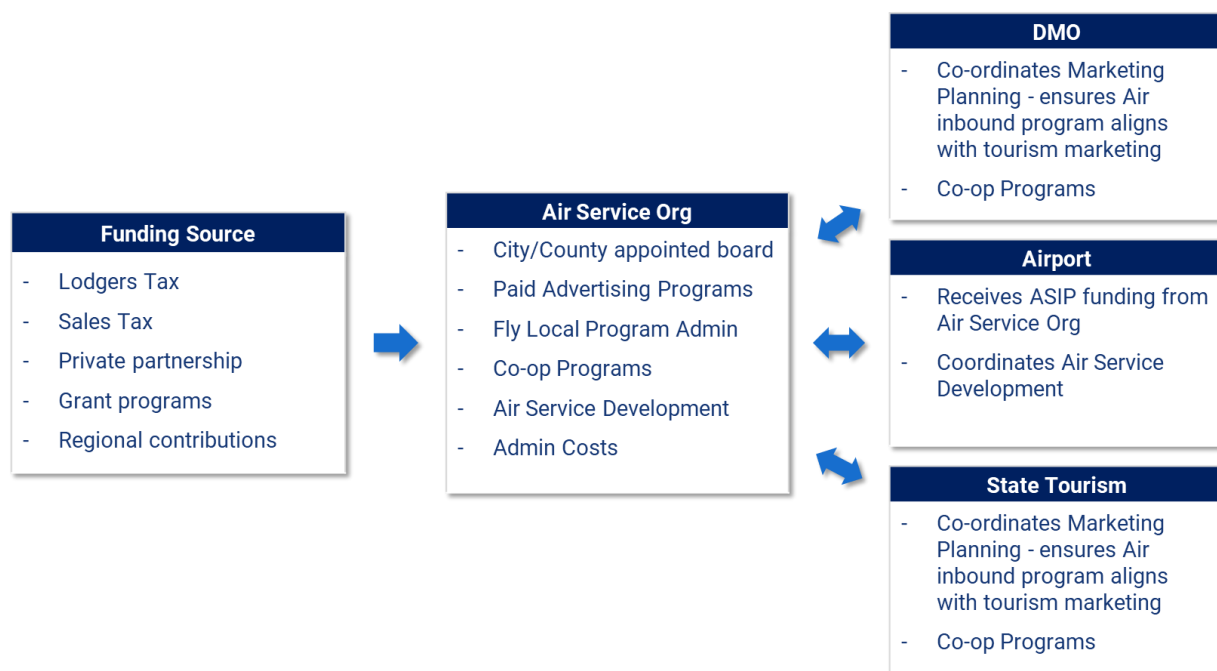 Funding Source
- Lodgers Tax
- Sales Tax
- Private partnership
- Grant programs
- Regional contributions
Air Service Org
- City/County appointed board
- Paid Advertising Programs
- Fly Local Program Admin
- Co-op Programs
- Air Service Development
- Admin Costs
DMO
- Co-ordinates Marketing
Planning - ensures Air
inbound program aligns
with tourism marketing
- Co-op Programs
Airport
- Receives ASIP funding from
Air Service Org
- Coordinates Air Service
Development
State Tourism
- Co-ordinates Marketing
Planning - ensures Air
inbound program aligns
with tourism marketing
- Co-op Programs